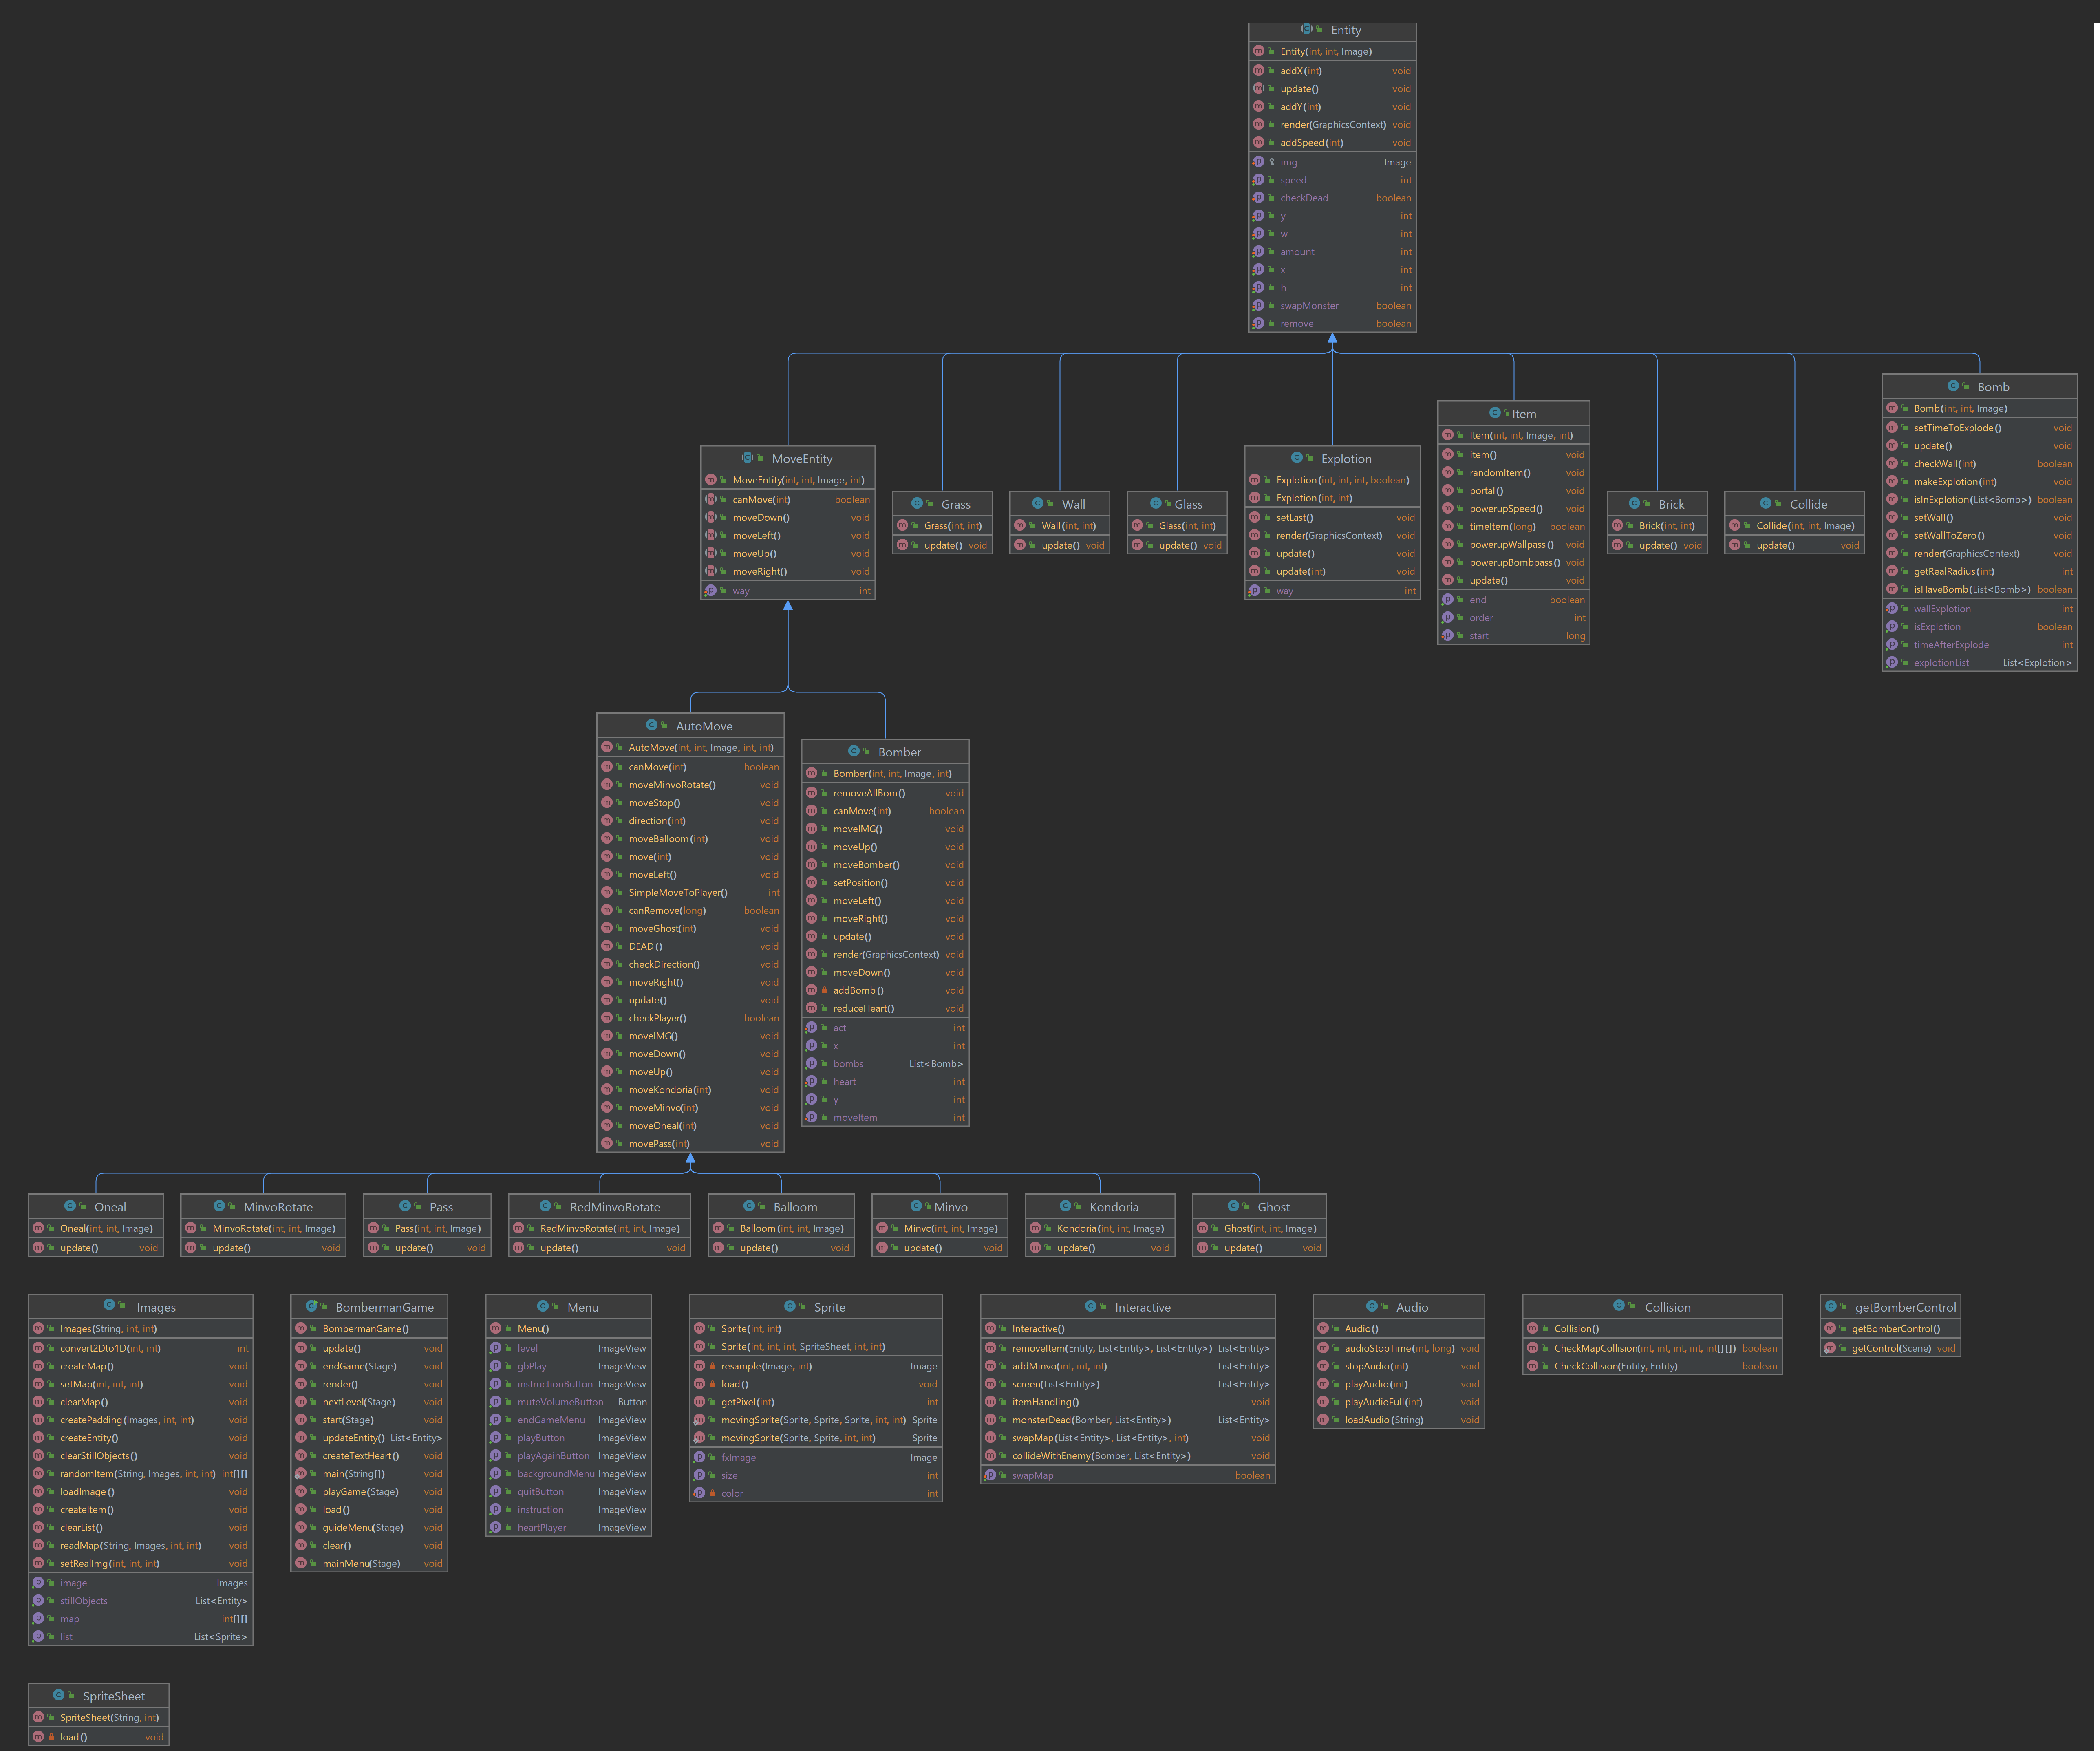 Entity
Entity(int, int, Image)
addX(int) void
update() void
addY(int) void
render(GraphicsContext) void
addSpeed(int) void
img Image
speed int
checkDead boolean
y int
w int
amount int
x int
h int
swapMonster boolean
remove boolean
MoveEntity
MoveEntity(int, int, Image, int)
canMove(int) boolean
moveDown() void
moveLeft() void
moveUp() void
moveRight() void
way int
Grass
Grass(int, int)
update() void
Wall
Wall(int, int)
update() void
Glass
Glass(int, int)
update() void
Explotion
Explotion(int, int, int, boolean)
Explotion(int, int)
setLast() void
render(GraphicsContext) void
update() void
update(int) void
way int
Item
Item(int, int, Image, int)
item() void
randomItem() void
portal() void
powerupSpeed() void
timeItem(long) boolean
powerupWallpass() void
powerupBombpass() void
update() void
end boolean
order int
start long
Brick
Brick(int, int)
update() void
Collide
Collide(int, int, Image)
update() void
Bomb
Bomb(int, int, Image)
setTimeToExplode() void
update() void
checkWall(int) boolean
makeExplotion(int) void
isInExplotion(List<Bomb>) boolean
setWall() void
setWallToZero() void
render(GraphicsContext) void
getRealRadius(int) int
isHaveBomb(List<Bomb>) boolean
wallExplotion int
isExplotion boolean
timeAfterExplode int
explotionList List<Explotion>
AutoMove
AutoMove(int, int, Image, int, int)
canMove(int) boolean
moveMinvoRotate() void
moveStop() void
direction(int) void
moveBalloom(int) void
move(int) void
moveLeft() void
SimpleMoveToPlayer() int
canRemove(long) boolean
moveGhost(int) void
DEAD() void
checkDirection() void
moveRight() void
update() void
checkPlayer() boolean
moveIMG() void
moveDown() void
moveUp() void
moveKondoria(int) void
moveMinvo(int) void
moveOneal(int) void
movePass(int) void
Bomber
Bomber(int, int, Image, int)
removeAllBom() void
canMove(int) boolean
moveIMG() void
moveUp() void
moveBomber() void
setPosition() void
moveLeft() void
moveRight() void
update() void
render(GraphicsContext) void
moveDown() void
addBomb() void
reduceHeart() void
act int
x int
bombs List<Bomb>
heart int
y int
moveItem int
Oneal
Oneal(int, int, Image)
update() void
MinvoRotate
MinvoRotate(int, int, Image)
update() void
Pass
Pass(int, int, Image)
update() void
RedMinvoRotate
RedMinvoRotate(int, int, Image)
update() void
Balloom
Balloom(int, int, Image)
update() void
Minvo
Minvo(int, int, Image)
update() void
Kondoria
Kondoria(int, int, Image)
update() void
Ghost
Ghost(int, int, Image)
update() void
Images
Images(String, int, int)
convert2Dto1D(int, int) int
createMap() void
setMap(int, int, int) void
clearMap() void
createPadding(Images, int, int) void
createEntity() void
clearStillObjects() void
randomItem(String, Images, int, int) int[][]
loadImage() void
createItem() void
clearList() void
readMap(String, Images, int, int) void
setRealImg(int, int, int) void
image Images
stillObjects List<Entity>
map int[][]
list List<Sprite>
BombermanGame
BombermanGame()
update() void
endGame(Stage) void
render() void
nextLevel(Stage) void
start(Stage) void
updateEntity() List<Entity>
createTextHeart() void
main(String[]) void
playGame(Stage) void
load() void
guideMenu(Stage) void
clear() void
mainMenu(Stage) void
Menu
Menu()
level ImageView
gbPlay ImageView
instructionButton ImageView
muteVolumeButton Button
endGameMenu ImageView
playButton ImageView
playAgainButton ImageView
backgroundMenu ImageView
quitButton ImageView
instruction ImageView
heartPlayer ImageView
Sprite
Sprite(int, int)
Sprite(int, int, int, SpriteSheet, int, int)
resample(Image, int) Image
load() void
getPixel(int) int
movingSprite(Sprite, Sprite, Sprite, int, int) Sprite
movingSprite(Sprite, Sprite, int, int) Sprite
fxImage Image
size int
color int
Interactive
Interactive()
removeItem(Entity, List<Entity>, List<Entity>) List<Entity>
addMinvo(int, int, int) List<Entity>
screen(List<Entity>) List<Entity>
itemHandling() void
monsterDead(Bomber, List<Entity>) List<Entity>
swapMap(List<Entity>, List<Entity>, int) void
collideWithEnemy(Bomber, List<Entity>) void
swapMap boolean
Audio
Audio()
audioStopTime(int, long) void
stopAudio(int) void
playAudio(int) void
playAudioFull(int) void
loadAudio(String) void
Collision
Collision()
CheckMapCollision(int, int, int, int, int[][]) boolean
CheckCollision(Entity, Entity) boolean
getBomberControl
getBomberControl()
getControl(Scene) void
SpriteSheet
SpriteSheet(String, int)
load() void